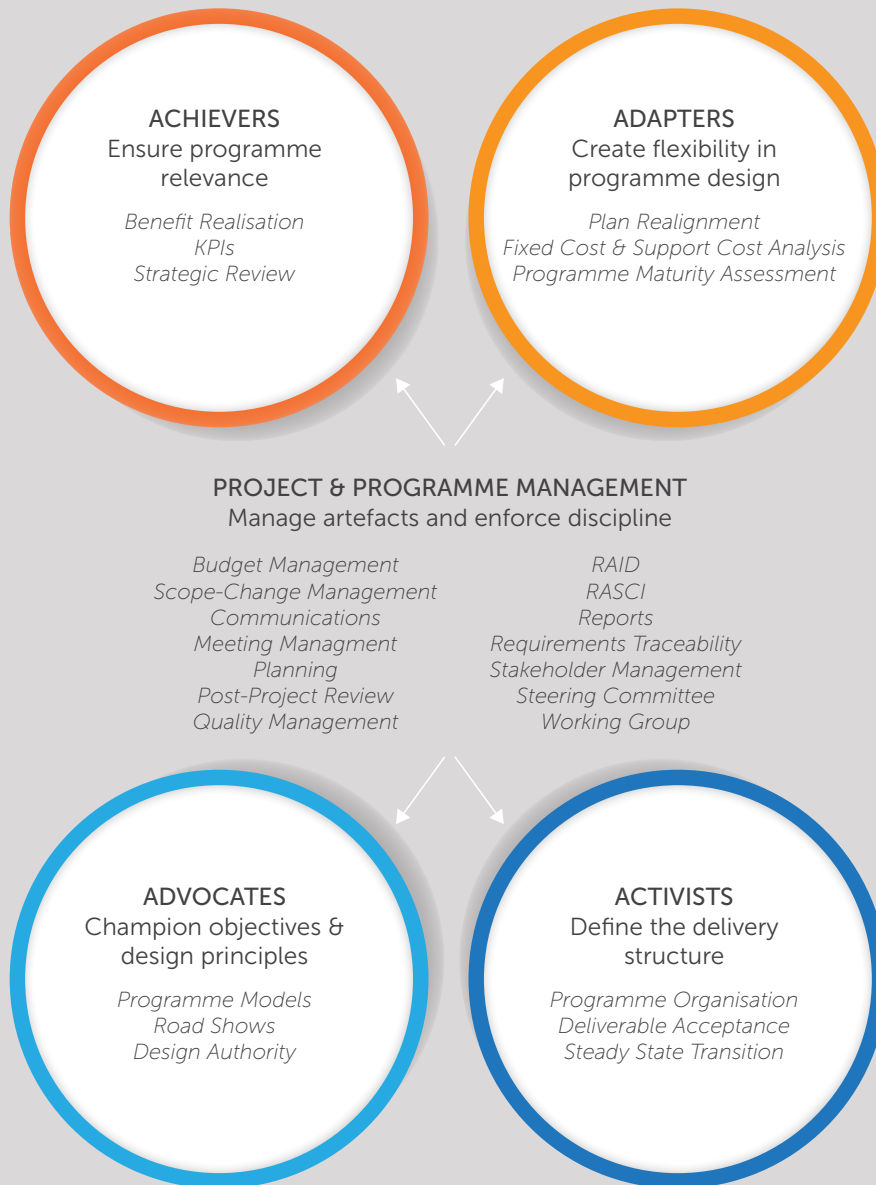 ACHIEVERS
Ensure programme
relevance
Benefit Realisation
KPIs
Strategic Review
ADAPTERS
Create flexibility in
programme design
Plan Realignment
Fixed Cost & Support Cost Analysis
Programme Maturity Assessment
PROJECT & PROGRAMME MANAGEMENT
Manage artefacts and enforce discipline
Budget Management
Scope-Change Management
Communications
Meeting Managment
Planning
Post-Project Review
Quality Management
RAID
RASCI
Reports
Requirements Traceability
Stakeholder Management
Steering Committee
Working Group
ADVOCATES
Champion objectives &
design principles
Programme Models
Road Shows
Design Authority
ACTIVISTS
Define the delivery
structure
Programme Organisation
Deliverable Acceptance
Steady State Transition